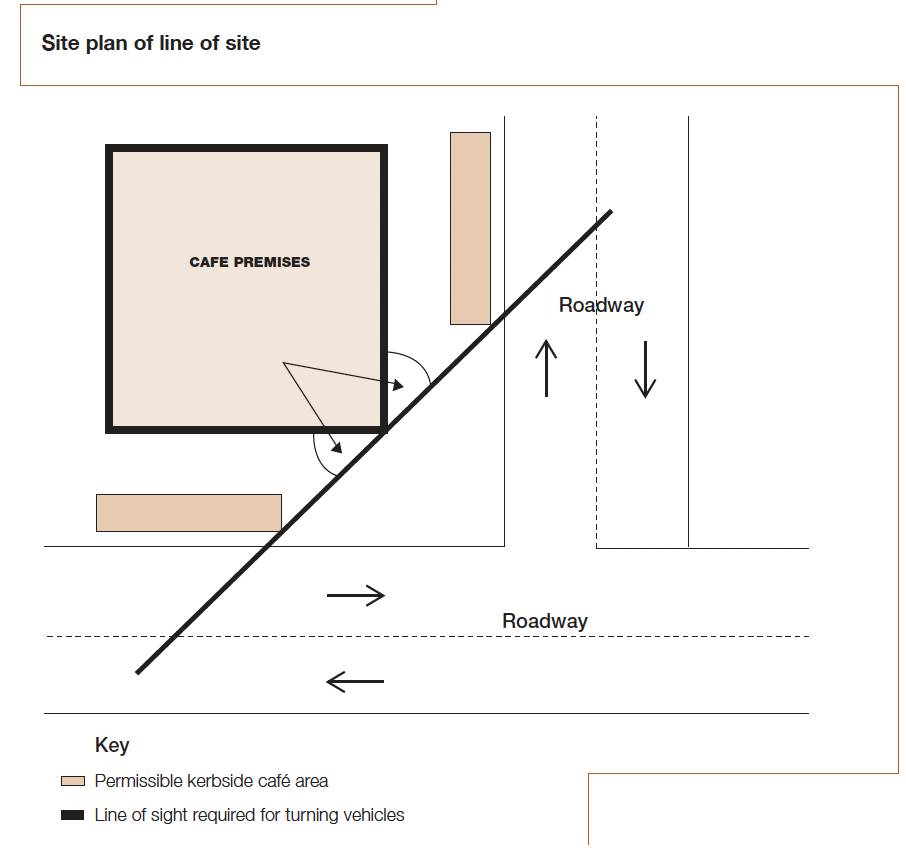 Site plan of line of site
CAFE PREMISES
Roadway
Roadway
Key
Permissible kerbside café area
Line of sight required for turning vehicles